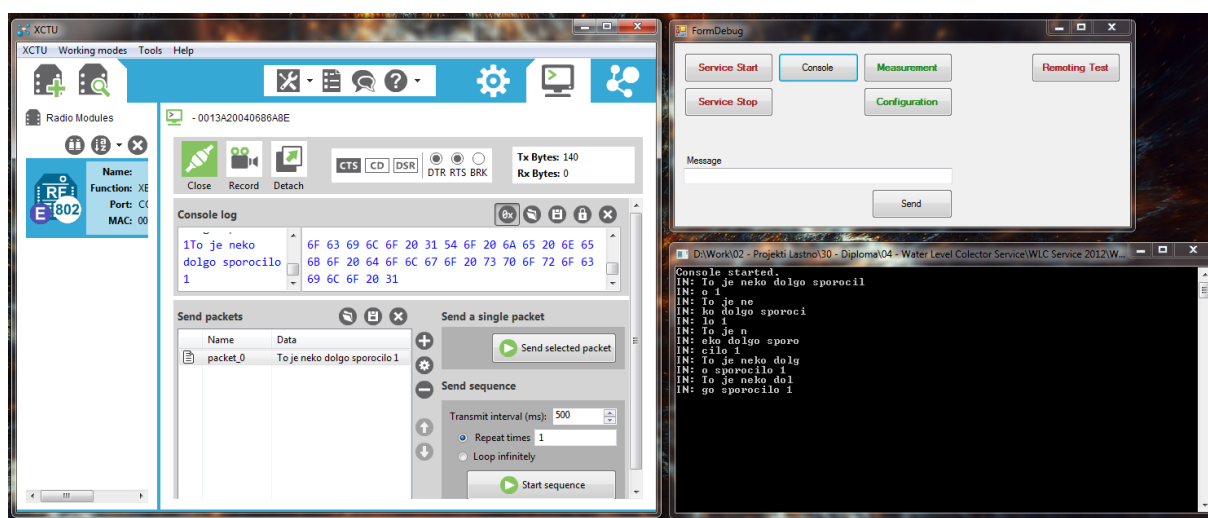 XCTU
XCTU Working modes Tools Help
Radio Modules
- 0013A20040686A8E
Name:
Function: XE
Port: CO
MAC: 00
RF
E 802
Close Record Detach
CTS CD DSR
DTR RTS BRK
Tx Bytes: 140
Rx Bytes: 0
Console log
0x
1To je neko
dolgo sporocilo
1
6F 63 69 6C 6F 20 31 54 6F 20 6A 65 20 6E 65
6B 6F 20 64 6F 6C 67 6F 20 73 70 6F 72 6F 63
69 6C 6F 20 31
Send packets
Name Data
packet_0 To je neko dolgo sporocilo 1
Send a single packet
Send selected packet
Send sequence
Transmit interval (ms): 500
Repeat times 1
Loop infinitely
Start sequence
FormDebug
Service Start Console Measurement Remoting Test
Service Stop Configuration
Message
Send
D:\Work\02 - Projekti Lastno\30 - Diploma\04 - Water Level Colector Service\WLC Service 2012\W...
Console started.
IN: To je neko dolgo sporocil
IN: o 1
IN: To je ne
IN: ko dolgo sporoci
IN: lo 1
IN: To je n
IN: eko dolgo sporo
IN: cilo 1
IN: To je neko dolg
IN: o sporocilo 1
IN: To je neko dol
IN: go sporocilo 1